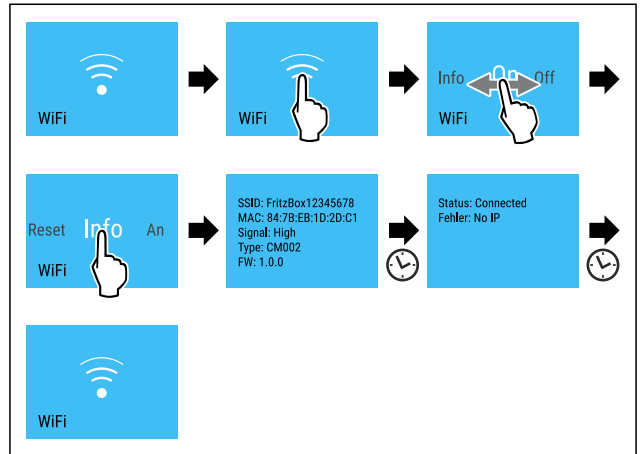 WiFi
WiFi
Info On Off
WiFi
Reset Info An
WiFi
SSID: FritzBox12345678
MAC: 84:7B:EB:1D:2D:C1
Signal: High
Type: CM002
FW: 1.0.0
Status: Connected
Fehler: No IP
WiFi